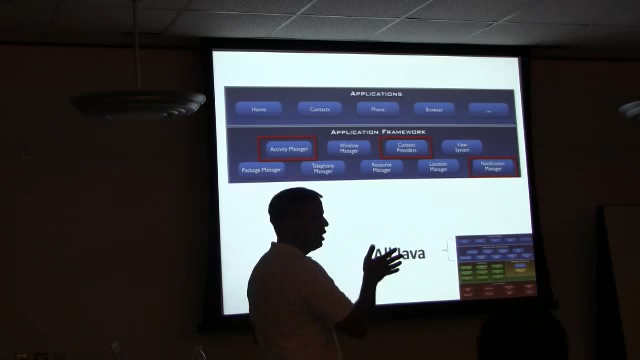 APPLICATIONS
Home Contacts Phone Browser ...
APPLICATION FRAMEWORK
Activity Manager Window Manager Content Providers View System
Package Manager Telephony Manager Resource Manager Location Manager Notification Manager
All Java